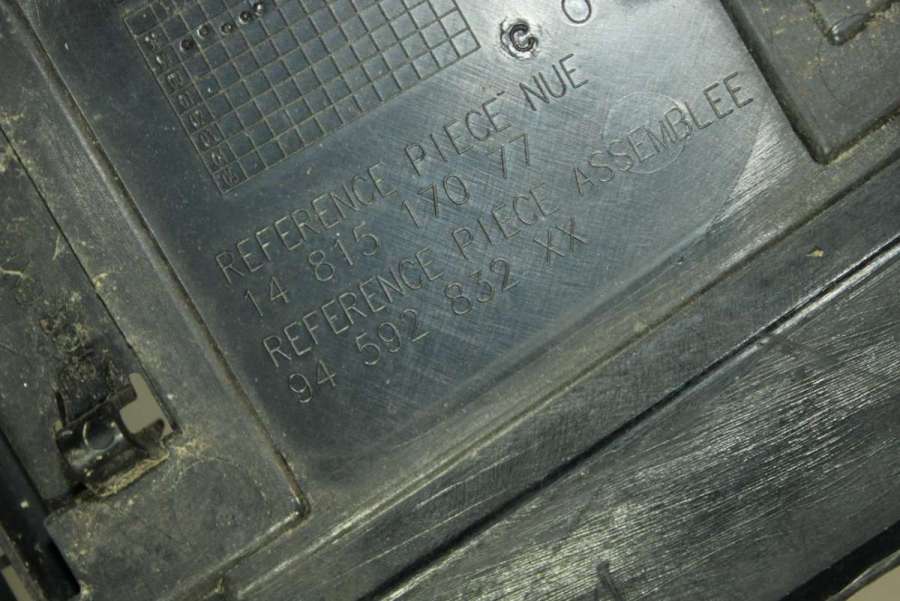 C
REFERENCE PIECE NUE
14 815 170 77
REFERENCE PIECE ASSEMBLEE
94 592 832 XX